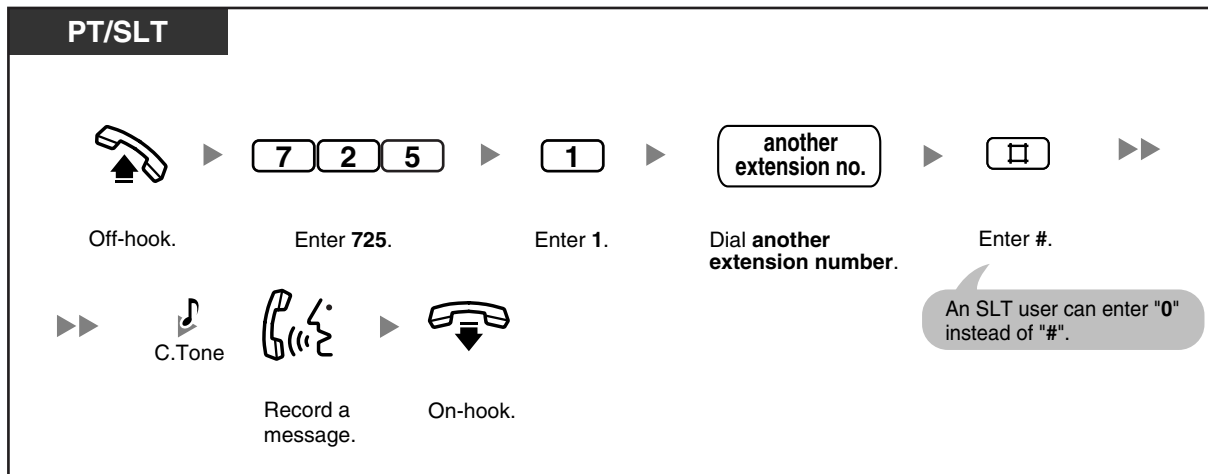 PT/SLT
7 2 5
1
another
extension no.
#
Off-hook.
Enter 725.
Enter 1.
Dial another
extension number.
Enter #.
An SLT user can enter "0"
instead of "#".
C.Tone
Record a
message.
On-hook.